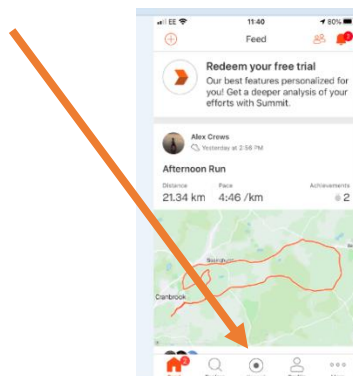 EE 11:40 80%
Feed
2
Redeem your free trial
Our best features personalized for
you! Get a deeper analysis of your
efforts with Summit.
Alex Crews
Yesterday at 2:56 PM
Afternoon Run
Distance Pace Achievements
21.34 km 4:46 /km 2
Cranbrook
2